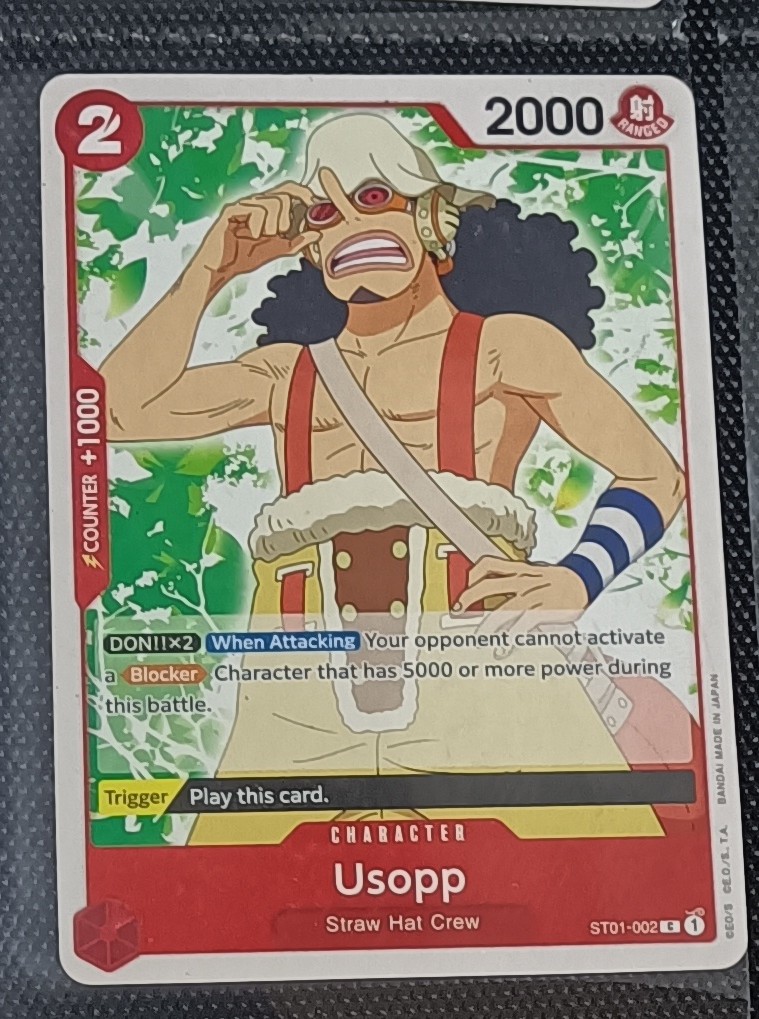 2
2000
射
RANGED
COUNTER +1000
DON!!×2 When Attacking Your opponent cannot activate
a Blocker Character that has 5000 or more power during
this battle.
Trigger Play this card.
CHARACTER
Usopp
Straw Hat Crew
ST01-002 C 1
©EO/S ©E.O./S., T.A. BANDAI MADE IN JAPAN